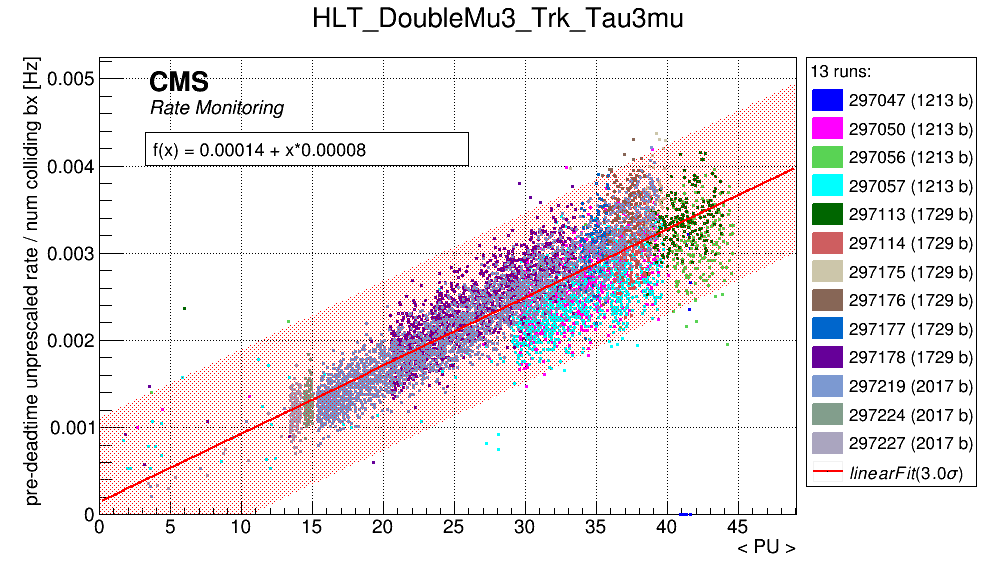 HLT_DoubleMu3_Trk_Tau3mu
pre-deadtime unprescaled rate / num colliding bx [Hz]
0.005
0.004
0.003
0.002
0.001
0
CMS
Rate Monitoring
f(x) = 0.00014 + x*0.00008
0 5 10 15 20 25 30 35 40 45
< PU >
13 runs:
297047 (1213 b)
297050 (1213 b)
297056 (1213 b)
297057 (1213 b)
297113 (1729 b)
297114 (1729 b)
297175 (1729 b)
297176 (1729 b)
297177 (1729 b)
297178 (1729 b)
297219 (2017 b)
297224 (2017 b)
297227 (2017 b)
linearFit(3.0σ)